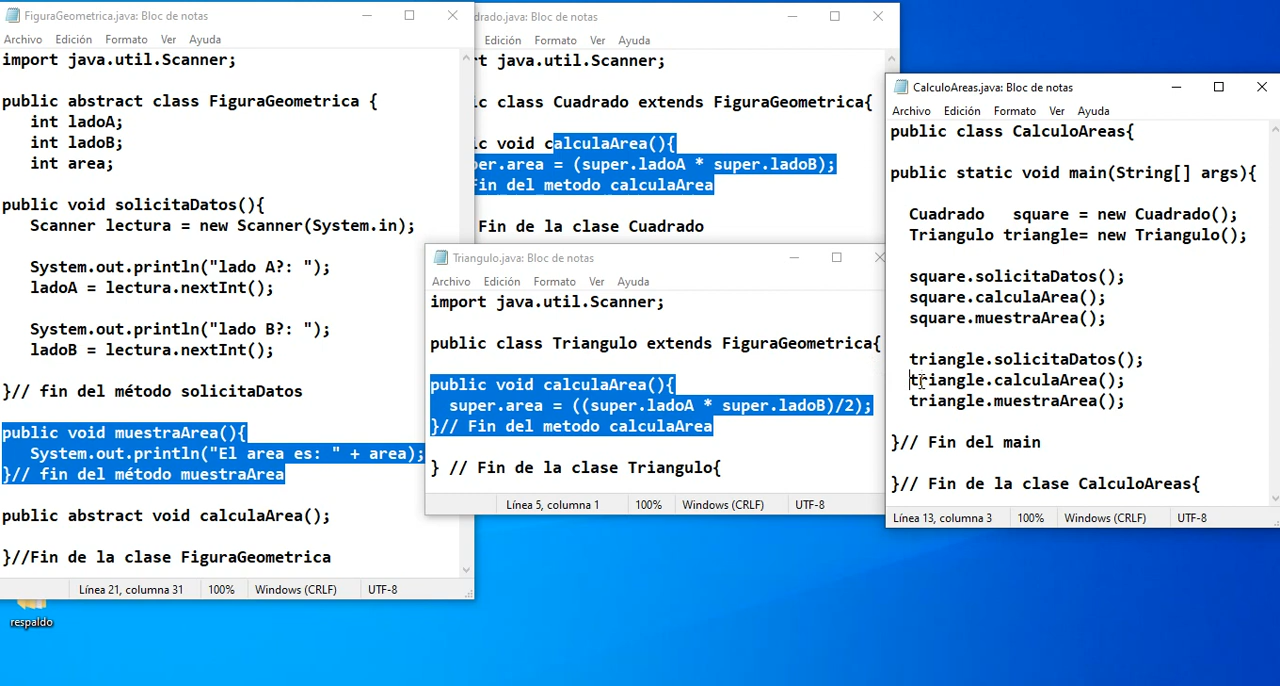 FiguraGeometrica.java: Bloc de notas
Archivo Edición Formato Ver Ayuda
import java.util.Scanner;
public abstract class FiguraGeometrica {
int ladoA;
int ladoB;
int area;
public void solicitaDatos(){
Scanner lectura = new Scanner(System.in);
System.out.println("lado A?: ");
ladoA = lectura.nextInt();
System.out.println("lado B?: ");
ladoB = lectura.nextInt();
}// fin del método solicitaDatos
public void muestraArea(){
System.out.println("El area es: " + area);
}// fin del método muestraArea
public abstract void calculaArea();
}//Fin de la clase FiguraGeometrica
Línea 21, columna 31 100% Windows (CRLF) UTF-8
respaldo
drado.java: Bloc de notas
Edición Formato Ver Ayuda
rt java.util.Scanner;
ic class Cuadrado extends FiguraGeometrica{
ic void calculaArea(){
per.area = (super.ladoA * super.ladoB);
Fin del metodo calculaArea
Fin de la clase Cuadrado
Triangulo.java: Bloc de notas
Archivo Edición Formato Ver Ayuda
import java.util.Scanner;
public class Triangulo extends FiguraGeometrica{
public void calculaArea(){
super.area = ((super.ladoA * super.ladoB)/2);
}// Fin del metodo calculaArea
} // Fin de la clase Triangulo{
Línea 5, columna 1 100% Windows (CRLF) UTF-8
CalculoAreas.java: Bloc de notas
Archivo Edición Formato Ver Ayuda
public class CalculoAreas{
public static void main(String[] args){
Cuadrado square = new Cuadrado();
Triangulo triangle= new Triangulo();
square.solicitaDatos();
square.calculaArea();
square.muestraArea();
triangle.solicitaDatos();
triangle.calculaArea();
triangle.muestraArea();
}// Fin del main
}// Fin de la clase CalculoAreas{
Línea 13, columna 3 100% Windows (CRLF) UTF-8